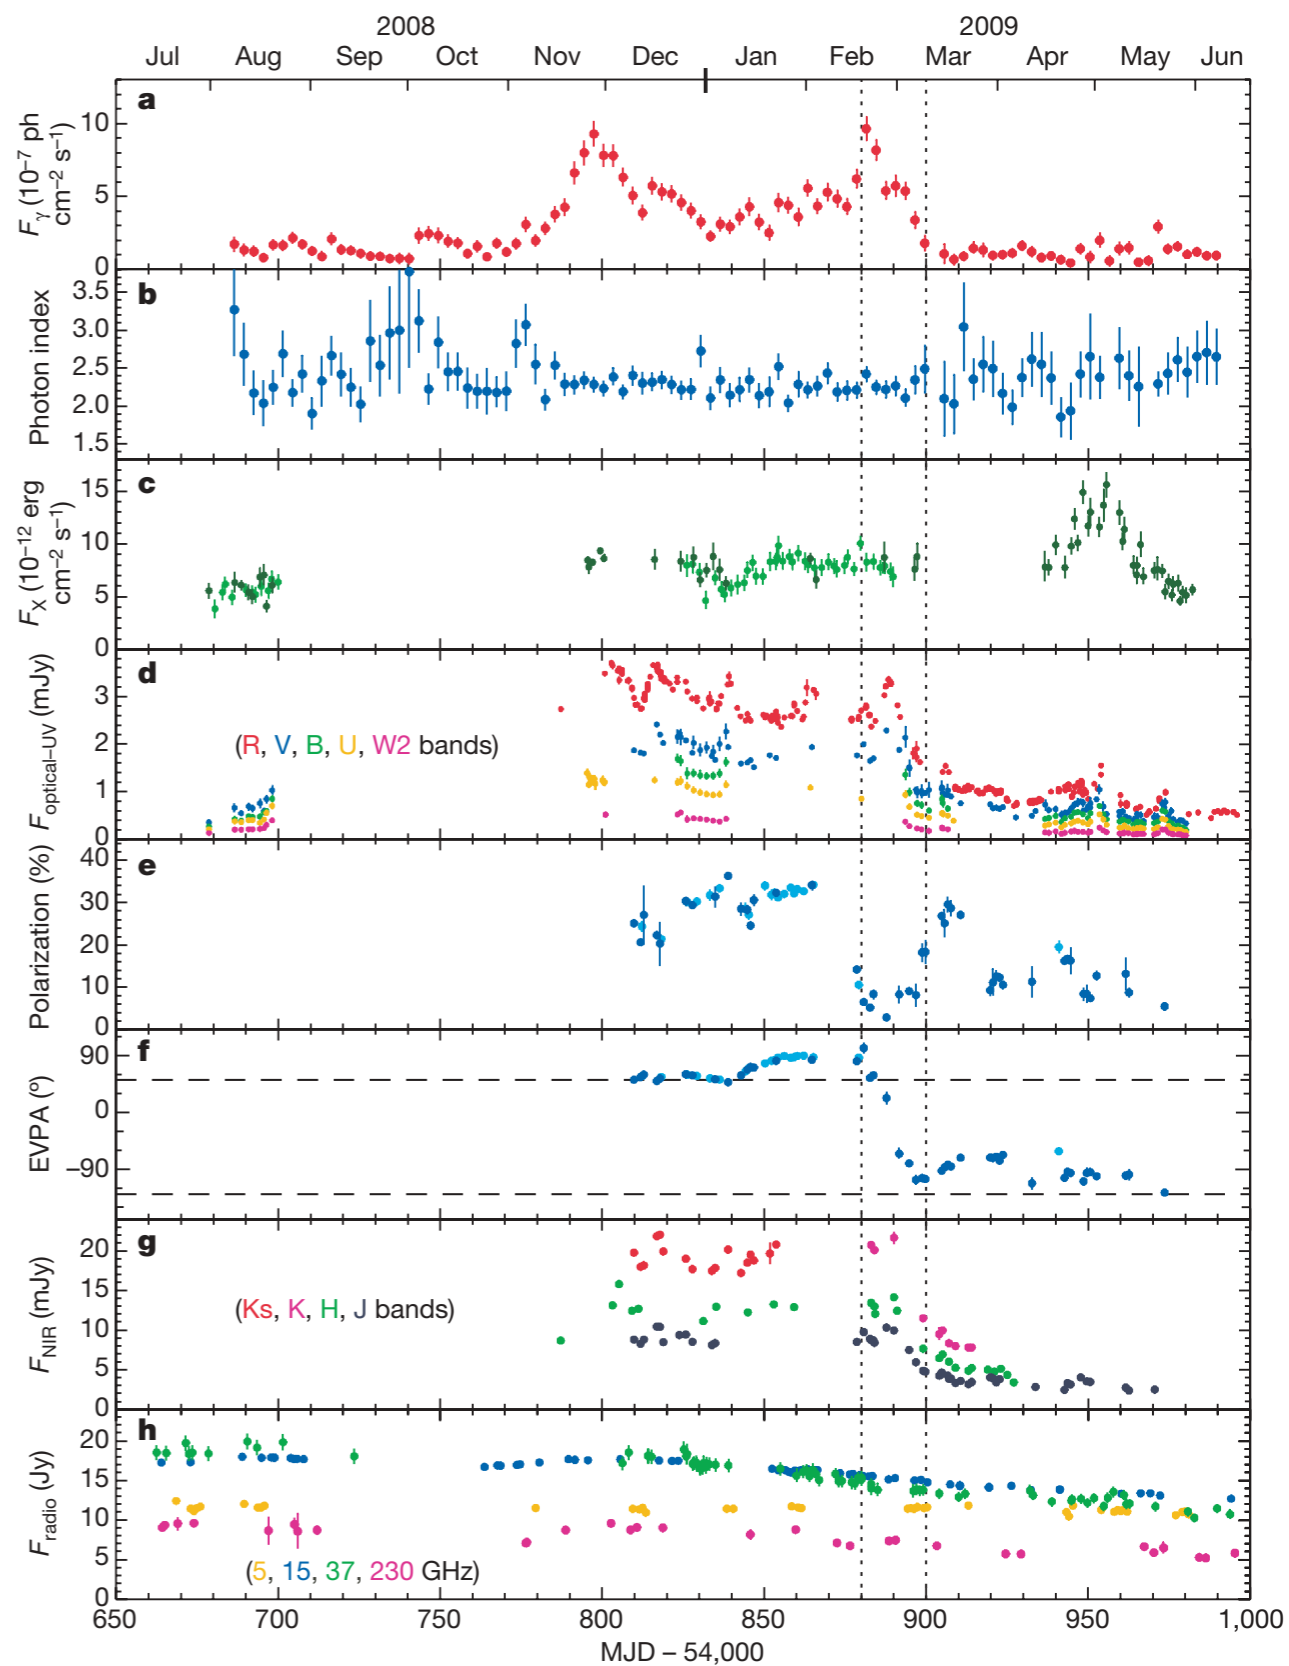 2008 2009
Jul Aug Sep Oct Nov Dec Jan Feb Mar Apr May Jun
a
Fγ (10–7 ph cm–2 s–1)
10
5
0
b
Photon index
3.5
3.0
2.5
2.0
1.5
c
FX (10–12 erg cm–2 s–1)
15
10
5
0
d
Foptical–UV (mJy)
3
2
1
0
(R, V, B, U, W2 bands)
e
Polarization (%)
40
30
20
10
0
f
EVPA (°)
90
0
–90
g
FNIR (mJy)
20
15
10
5
0
(Ks, K, H, J bands)
h
Fradio (Jy)
20
15
10
5
0
(5, 15, 37, 230 GHz)
650 700 750 800 850 900 950 1,000
MJD – 54,000